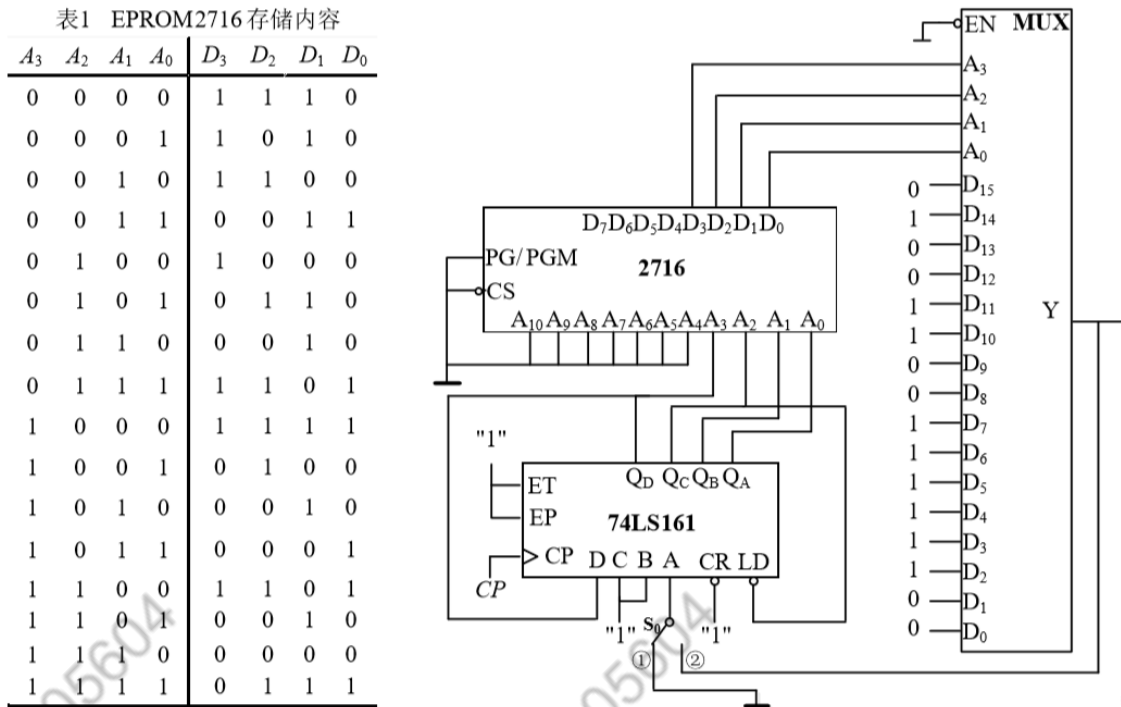 表1 EPROM2716存储内容
A3 A2 A1 A0 D3 D2 D1 D0
0 0 0 0 1 1 1 0
0 0 0 1 1 0 1 0
0 0 1 0 1 1 0 0
0 0 1 1 0 0 1 1
0 1 0 0 1 0 0 0
0 1 0 1 0 1 1 0
0 1 1 0 0 0 1 0
0 1 1 1 1 1 0 1
1 0 0 0 1 1 1 1
1 0 0 1 0 1 0 0
1 0 1 0 0 0 1 0
1 0 1 1 0 0 0 1
1 1 0 0 1 1 0 1
1 1 0 1 0 0 1 0
1 1 1 0 0 0 0 0
1 1 1 1 0 1 1 1
EN MUX
A3
A2
A1
A0
0 D15
1 D14
0 D13
0 D12
1 D11
1 D10
0 D9
0 D8
1 D7
1 D6
1 D5
1 D4
1 D3
1 D2
0 D1
0 D0
Y
D7D6D5D4D3D2D1D0
PG/PGM
2716
CS
A10 A9 A8 A7 A6 A5 A4 A3 A2 A1 A0
"1"
QD QC QB QA
ET
EP
74LS161
CP D C B A CR LD
CP
"1" S0 "1"
① ②
05604
05604